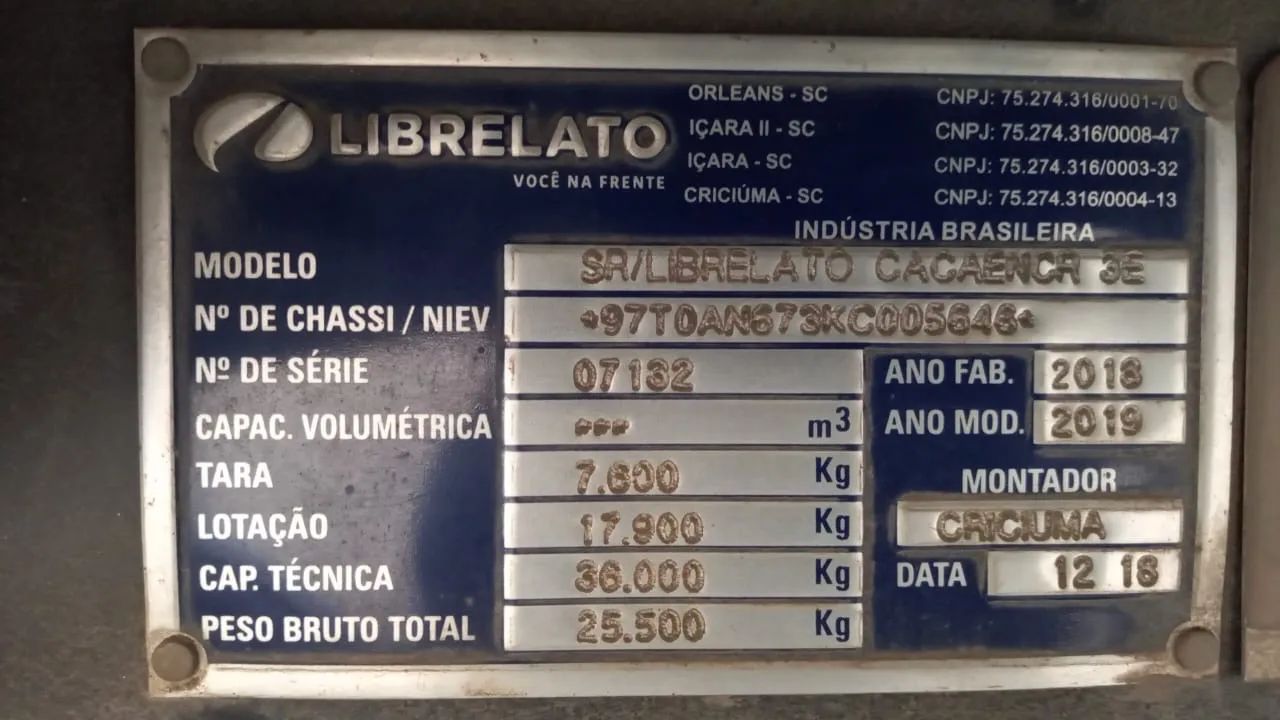 LIBRELATO
VOCÊ NA FRENTE
ORLEANS - SC CNPJ: 75.274.316/0001-70
IÇARA II - SC CNPJ: 75.274.316/0008-47
IÇARA - SC CNPJ: 75.274.316/0003-32
CRICIÚMA - SC CNPJ: 75.274.316/0004-13
INDÚSTRIA BRASILEIRA
MODELO SR/LIBRELATO CACAENCR 3E
Nº DE CHASSI / NIEV *97T0AN673KC005646*
Nº DE SÉRIE 07132 ANO FAB. 2018
CAPAC. VOLUMÉTRICA --- m³ ANO MOD. 2019
TARA 7.600 Kg
MONTADOR
LOTAÇÃO 17.900 Kg CRICIUMA
CAP. TÉCNICA 36.000 Kg DATA 12 18
PESO BRUTO TOTAL 25.500 Kg